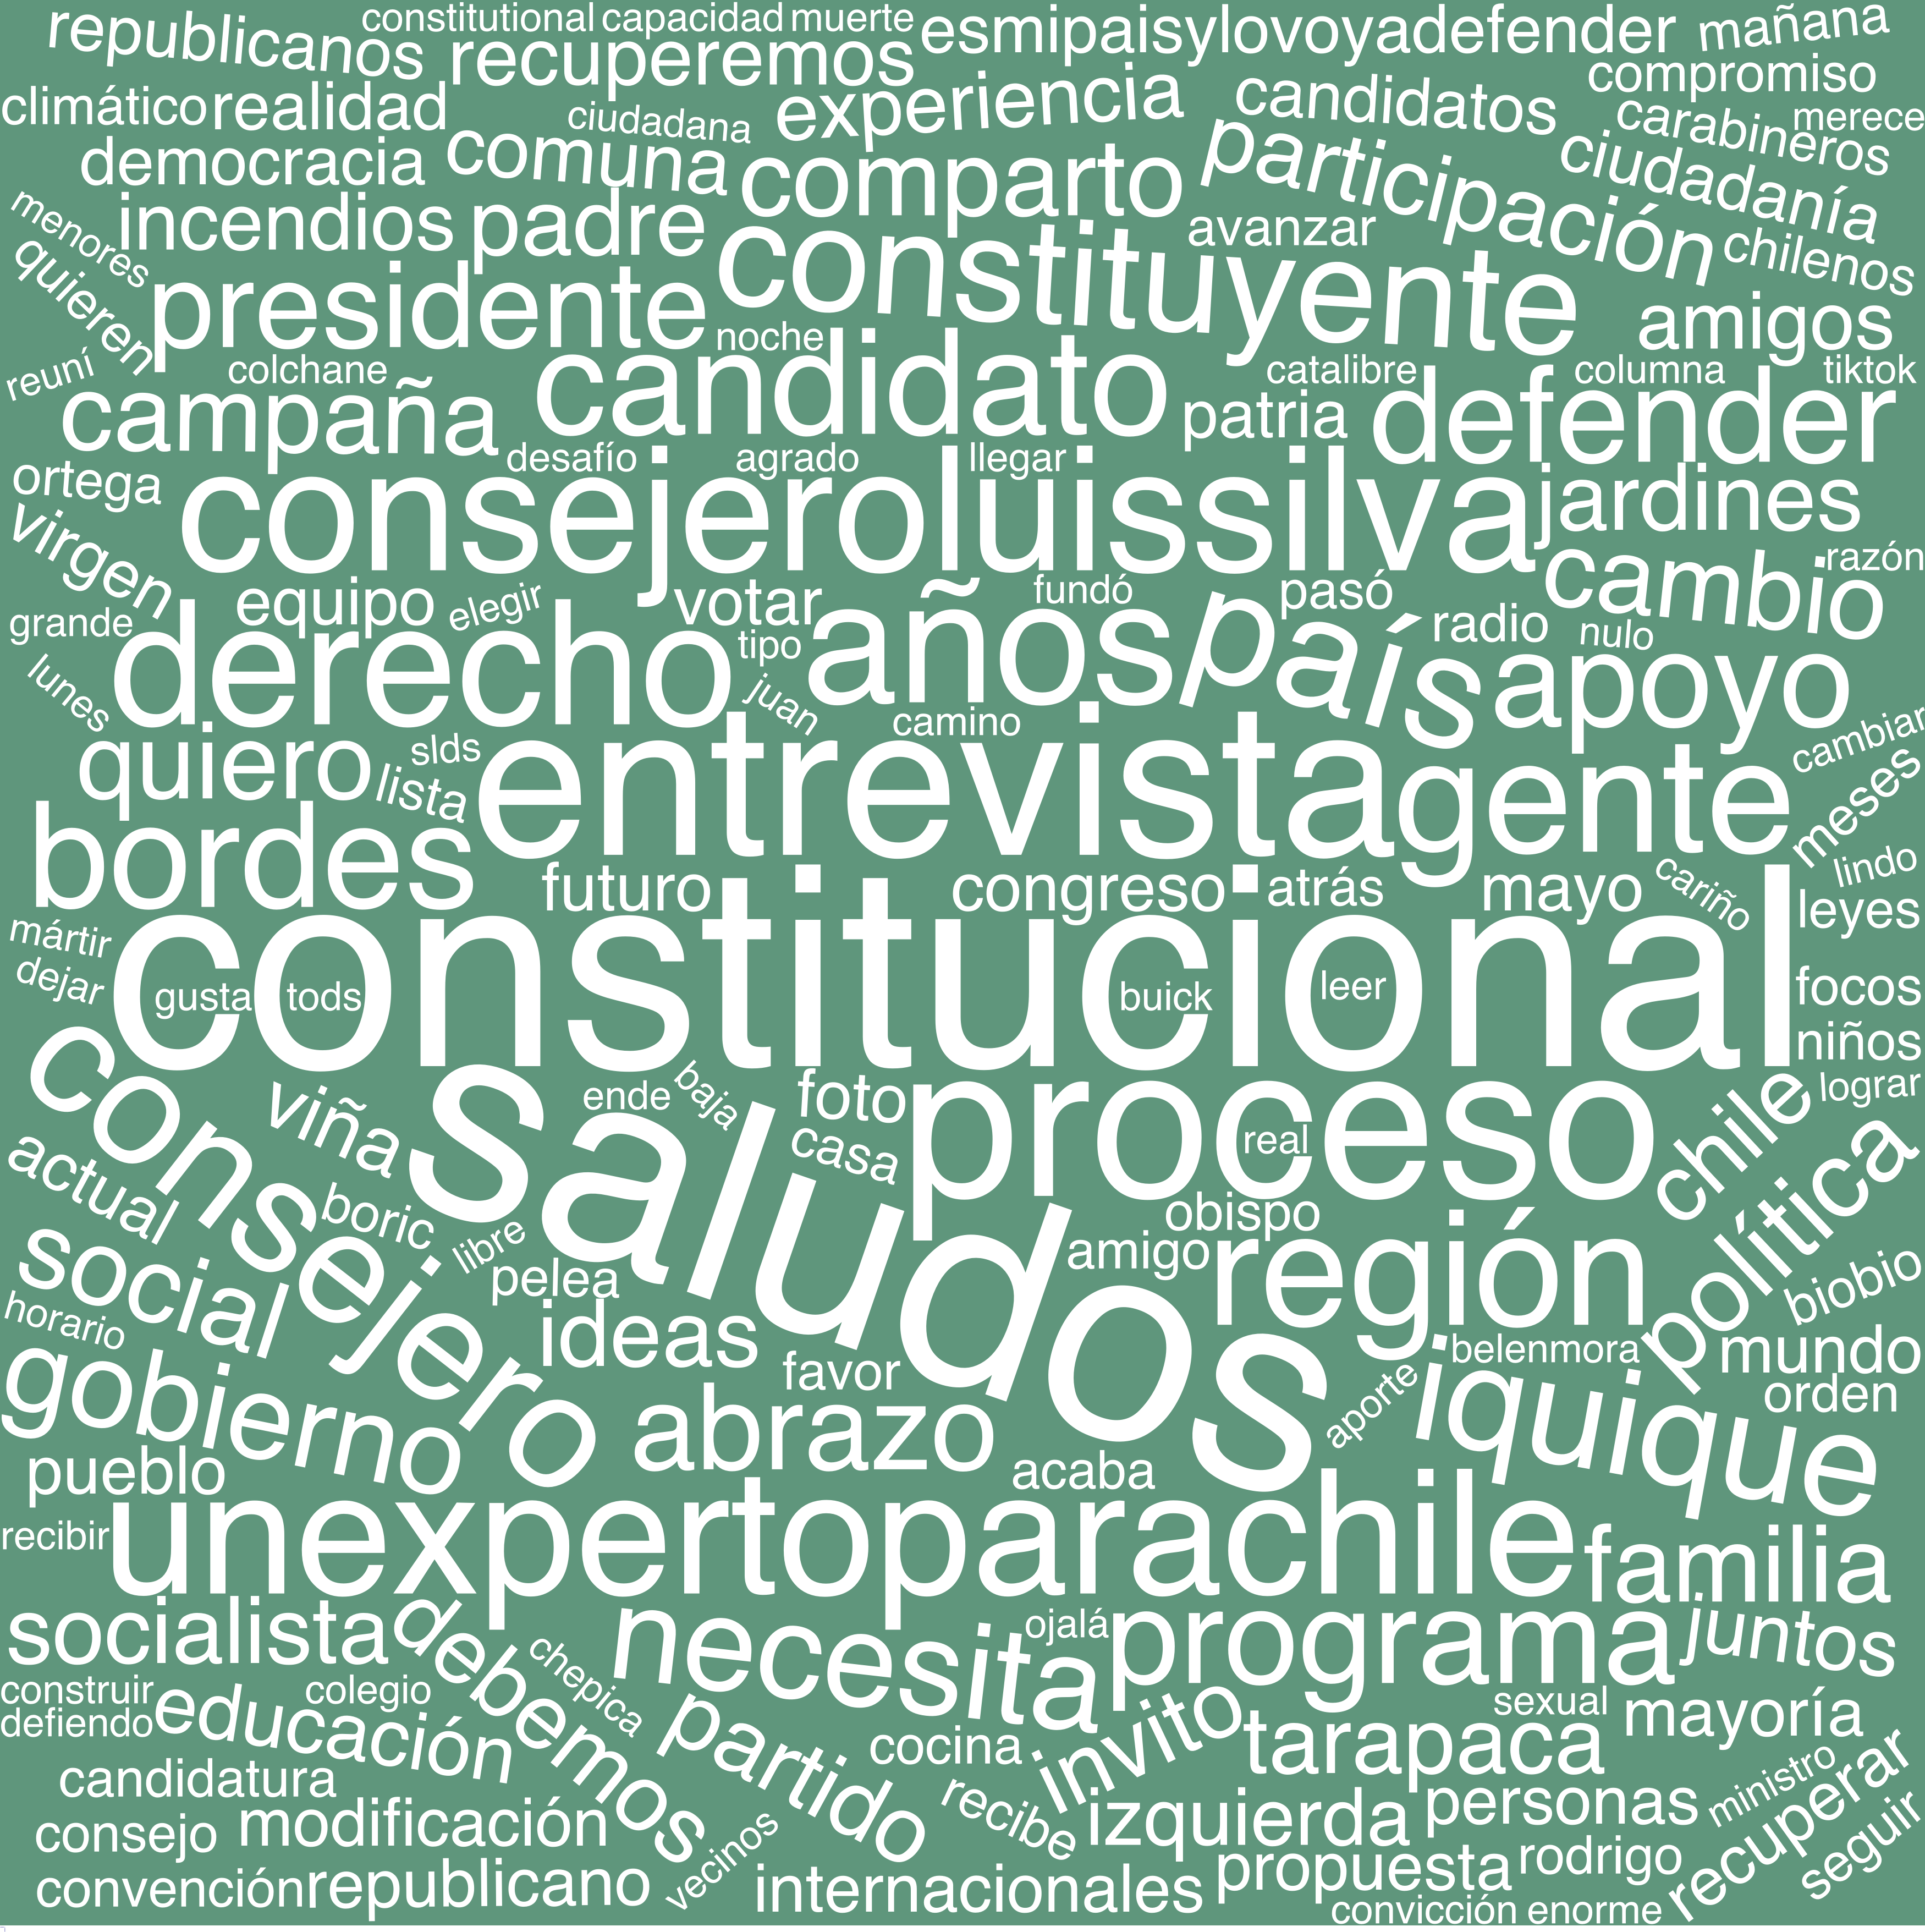 republicanos constitutional capacidad muerte esmipaisylovoyadefender mañana
recuperemos compromiso
climático realidad ciudadana experiencia candidatos carabineros merece
democracia comuna comparto participación ciudadanía
menores incendios padre avanzar chilenos
quieren presidente constituyente amigos
noche
reuní colchane candidato catalibre columna tiktok
campaña patria defender
ortega desafío agrado llegar
virgen consejeroluissilva jardines
razón
grande equipo elegir votar fundó pasó radio cambio
nulo
lunes derecho tipo años país apoyo
juan camino
quiero slds cambiar
lista entrevista gente meses
bordes lindo
futuro congreso atrás mayo cariño leyes
mártir
dejar constitucional focos
gusta tods buick leer
niños
consejero viña saludos ende baja foto proceso chile lograr
casa real
actual boric política
obispo
social libre pelea amigo región biobio
horario ideas belenmora mundo
gobierno favor aporte iquique orden
abrazo
pueblo acaba
recibir unexpertoparachile familia
socialista debemos necesita ojalá programa juntos
chepica
construir colegio sexual mayoría
defiendo educación partido cocina invito tarapaca
candidatura recibe ministro recuperar
consejo modificación izquierda personas seguir
vecinos propuesta rodrigo
convención republicano internacionales
convicción enorme